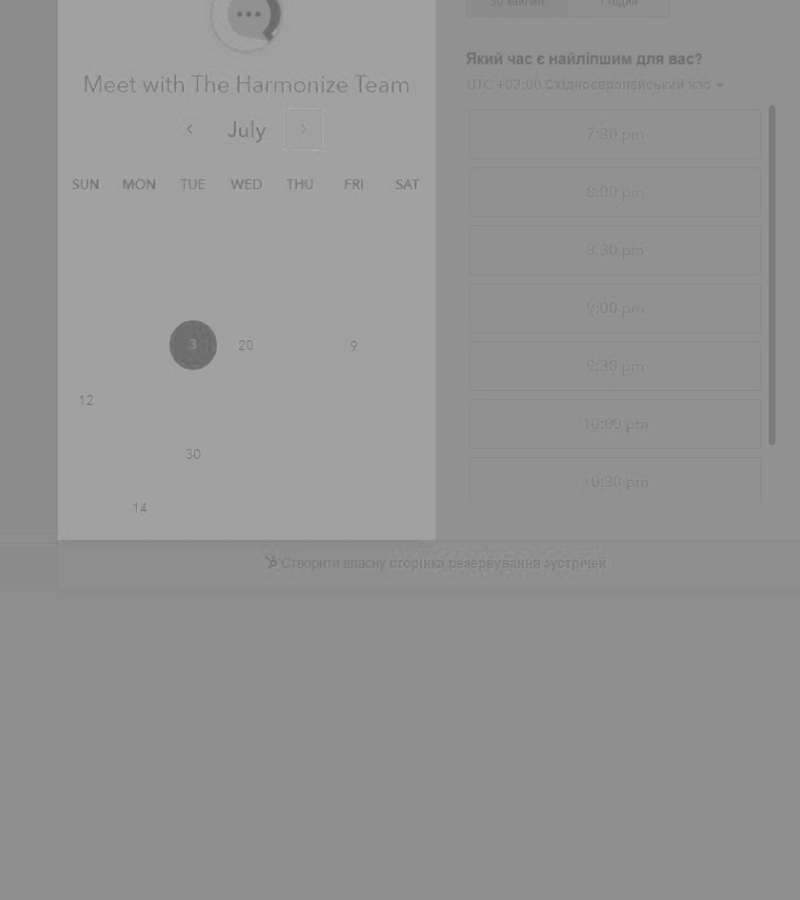 30 хвилин 1 годин
Meet with The Harmonize Team
July
SUN MON TUE WED THU FRI SAT
3 20 9
12
30
14
Який час є найліпшим для вас?
UTC +03:00 Східноєвропейський час
7:30 pm
8:00 pm
8:30 pm
9:00 pm
9:30 pm
10:00 pm
10:30 pm
Створити власну сторінка резервування зустрічей